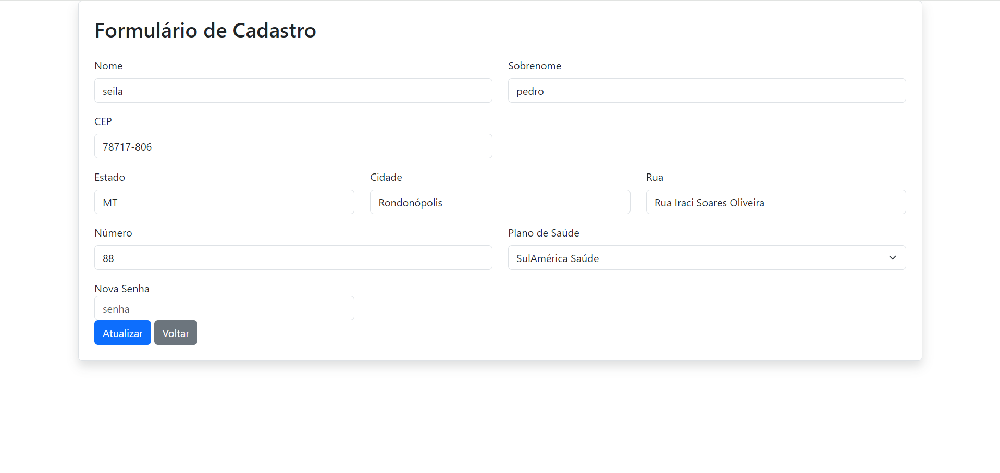 Formulário de Cadastro
Nome Sobrenome
seila pedro
CEP
78717-806
Estado Cidade Rua
MT Rondonópolis Rua Iraci Soares Oliveira
Número Plano de Saúde
88 SulAmérica Saúde
Nova Senha
senha
Atualizar Voltar